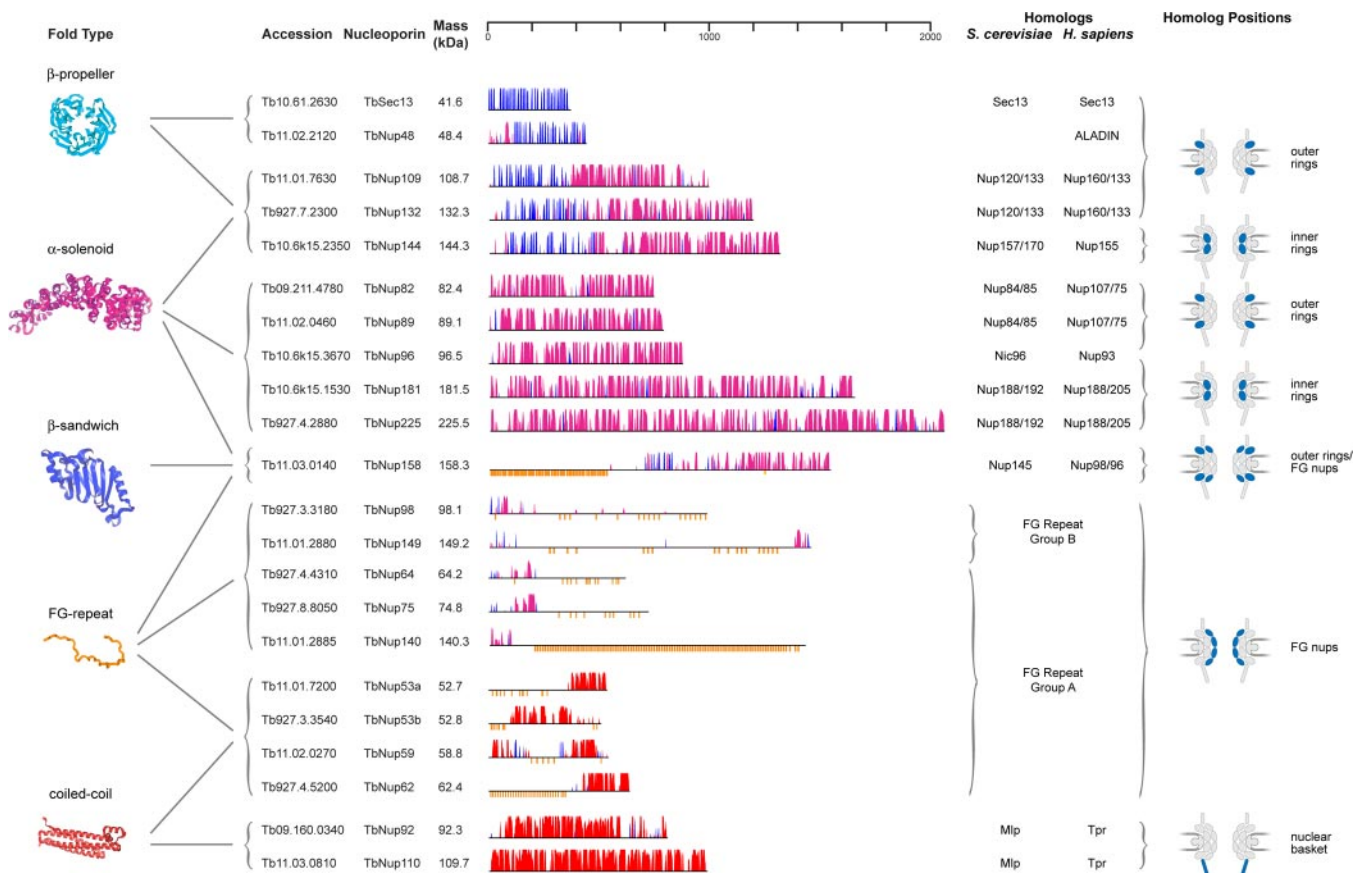 Fold Type
Accession Nucleoporin Mass (kDa)
0 1000 2000
Homologs
S. cerevisiae H. sapiens
Homolog Positions
β-propeller
Tb10.61.2630 TbSec13 41.6 Sec13 Sec13
Tb11.02.2120 TbNup48 48.4 ALADIN
outer rings
Tb11.01.7630 TbNup109 108.7 Nup120/133 Nup160/133
Tb927.7.2300 TbNup132 132.3 Nup120/133 Nup160/133
α-solenoid
Tb10.6k15.2350 TbNup144 144.3 Nup157/170 Nup155
inner rings
Tb09.211.4780 TbNup82 82.4 Nup84/85 Nup107/75
Tb11.02.0460 TbNup89 89.1 Nup84/85 Nup107/75
outer rings
Tb10.6k15.3670 TbNup96 96.5 Nic96 Nup93
Tb10.6k15.1530 TbNup181 181.5 Nup188/192 Nup188/205
inner rings
Tb927.4.2880 TbNup225 225.5 Nup188/192 Nup188/205
β-sandwich
Tb11.03.0140 TbNup158 158.3 Nup145 Nup98/96
outer rings/
FG nups
Tb927.3.3180 TbNup98 98.1
FG Repeat
Group B
Tb11.01.2880 TbNup149 149.2
Tb927.4.4310 TbNup64 64.2
Tb927.8.8050 TbNup75 74.8
FG-repeat
Tb11.01.2885 TbNup140 140.3
FG nups
FG Repeat
Group A
Tb11.01.7200 TbNup53a 52.7
Tb927.3.3540 TbNup53b 52.8
Tb11.02.0270 TbNup59 58.8
Tb927.4.5200 TbNup62 62.4
coiled-coil
Tb09.160.0340 TbNup92 92.3 Mlp Tpr
nuclear basket
Tb11.03.0810 TbNup110 109.7 Mlp Tpr